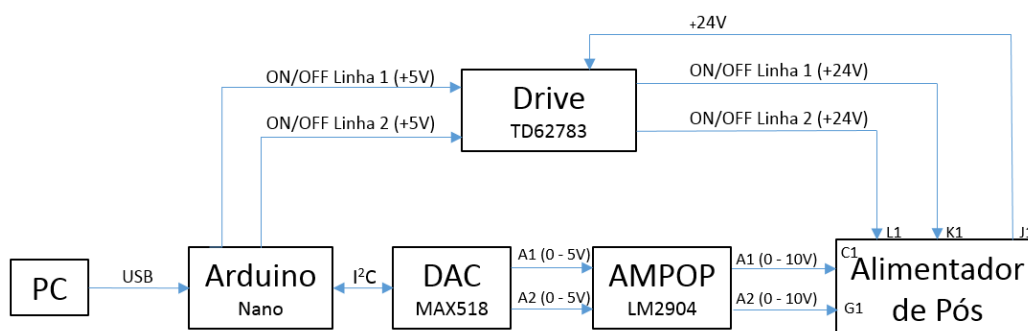 +24V
ON/OFF Linha 1 (+5V)
ON/OFF Linha 2 (+5V)
Drive
TD62783
ON/OFF Linha 1 (+24V)
ON/OFF Linha 2 (+24V)
L1
K1
J1
PC
USB
Arduino
Nano
I²C
DAC
MAX518
A1 (0 - 5V)
A2 (0 - 5V)
AMPOP
LM2904
A1 (0 - 10V)
A2 (0 - 10V)
C1
G1
Alimentador
de Pós